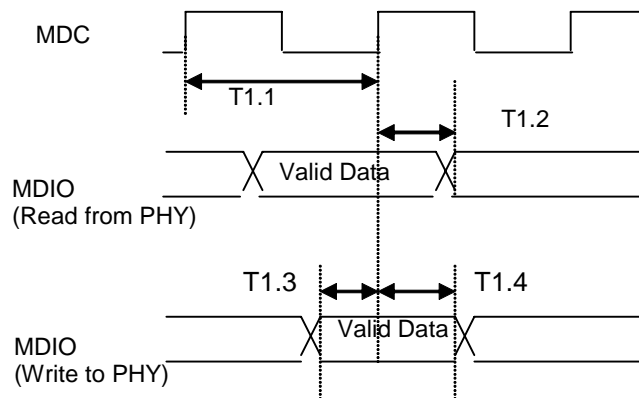 MDC
T1.1
T1.2
Valid Data
MDIO
(Read from PHY)
T1.3
T1.4
Valid Data
MDIO
(Write to PHY)